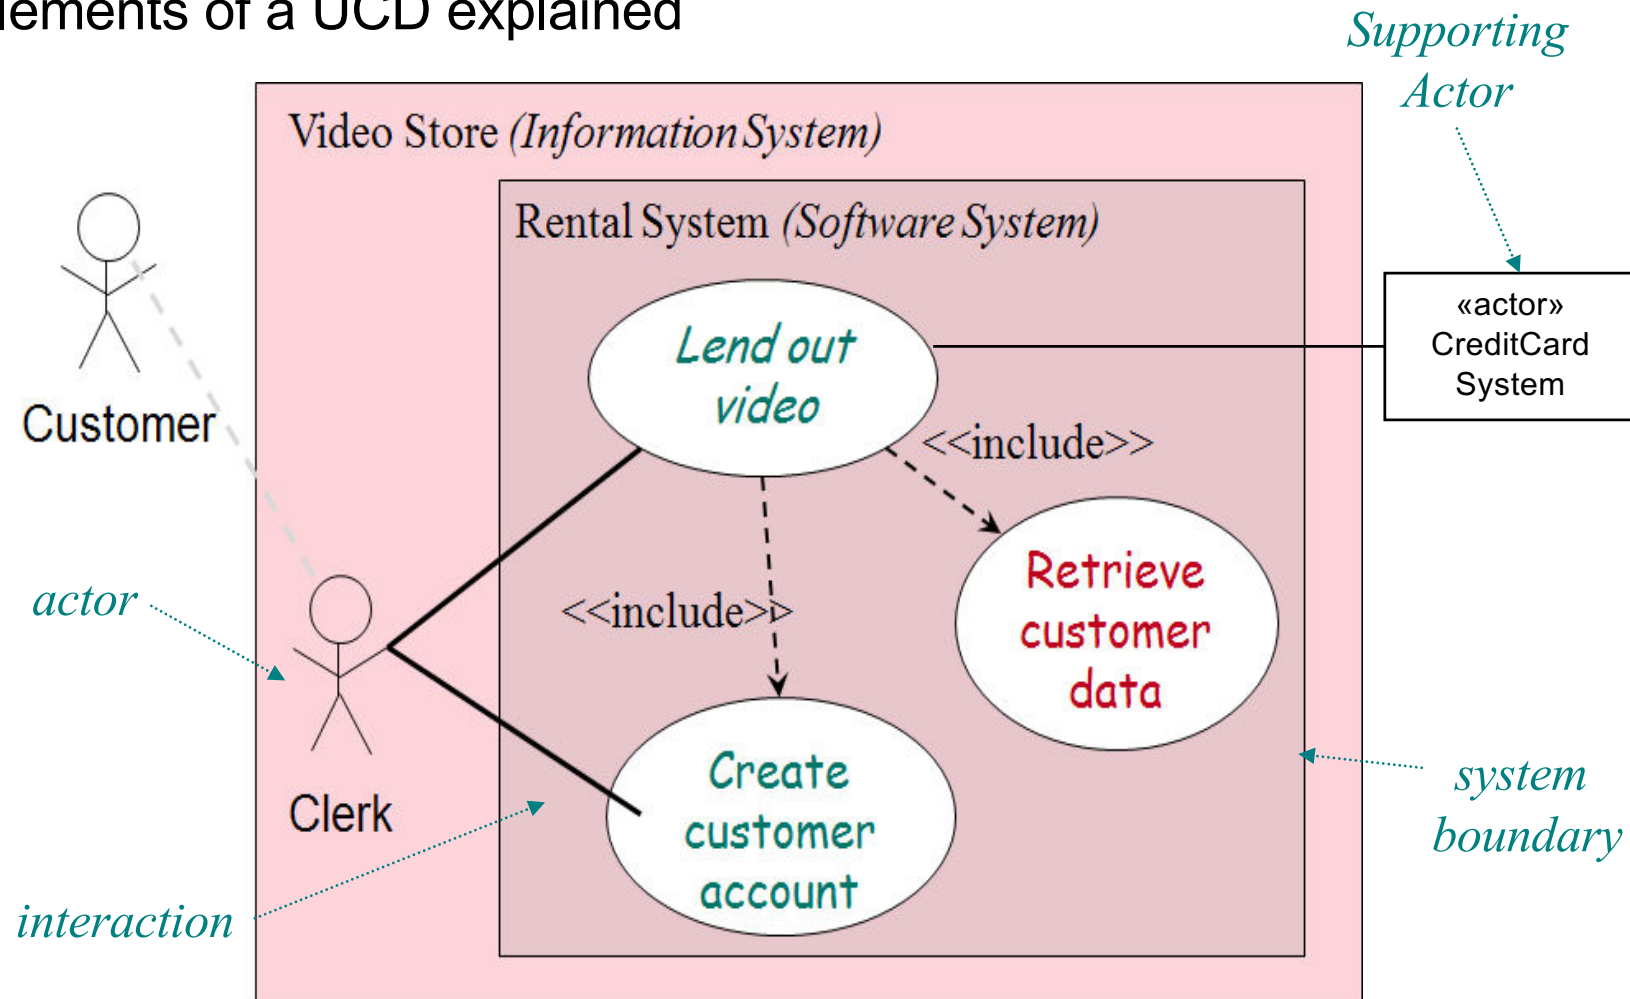 lements of a UCD explained
Supporting
Actor
Video Store (Information System)
Rental System (Software System)
«actor»
CreditCard
System
Lend out
video
Customer
<<include>>
Retrieve
customer
data
actor
<<include>>
Create
customer
account
Clerk
system
boundary
interaction